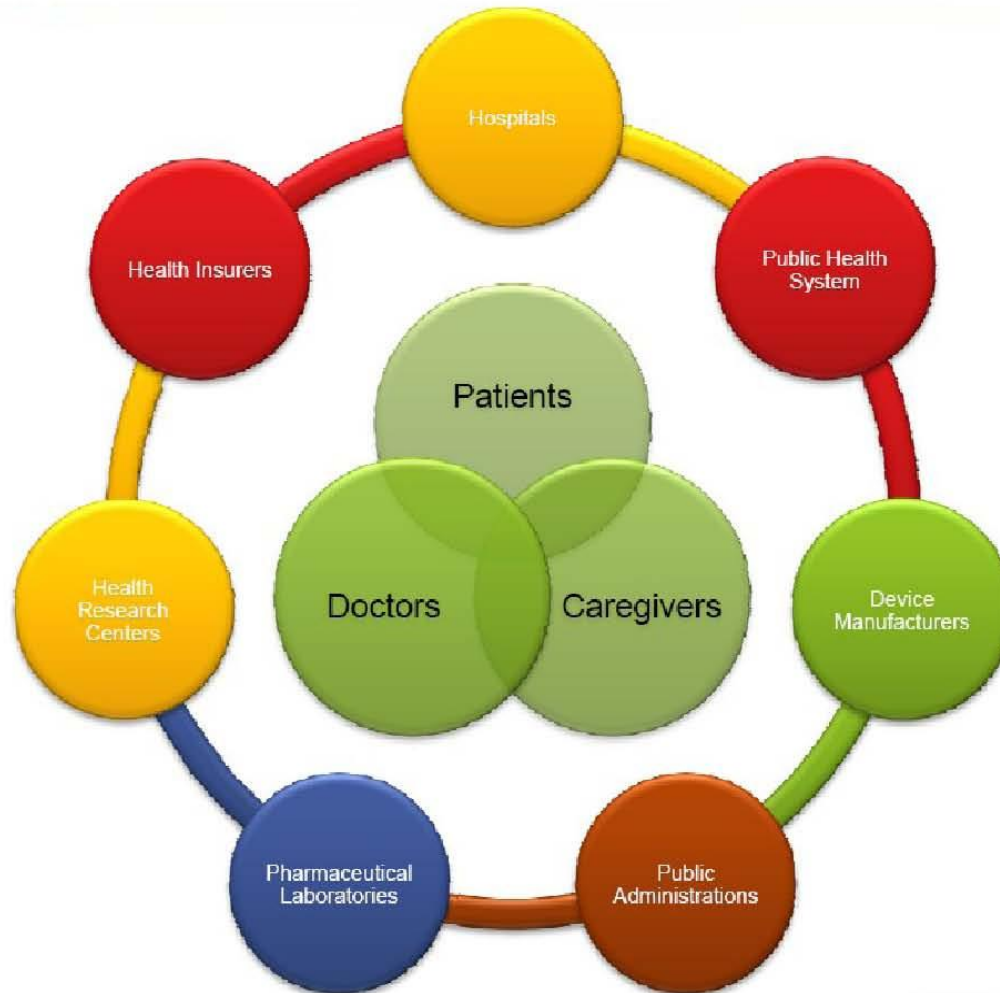 Hospitals
Health Insurers
Public Health
System
Patients
Doctors
Caregivers
Health
Research
Centers
Device
Manufacturers
Pharmaceutical
Laboratories
Public
Administrations